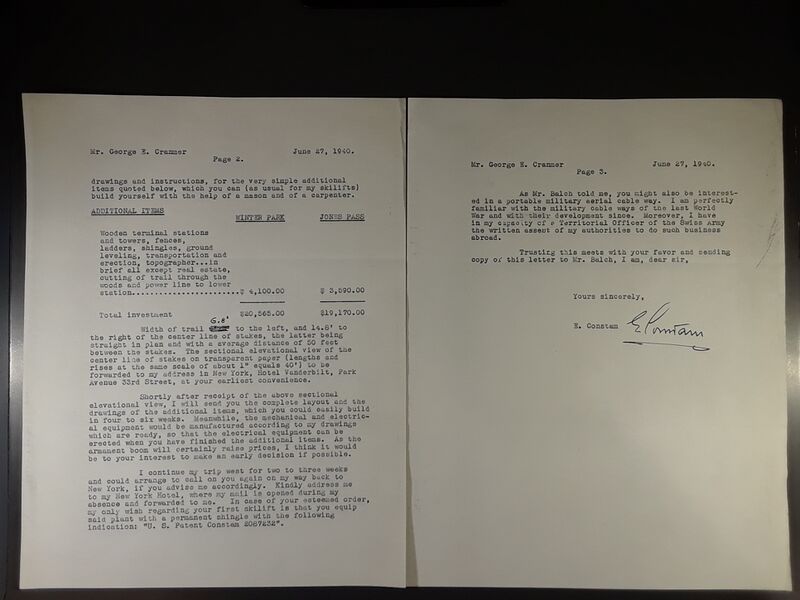 Mr. George E. Cranmer June 27, 1940.
Page 2.
drawings and instructions, for the very simple additional
items quoted below, which you can (as usual for my skilifts)
build yourself with the help of a mason and of a carpenter.
ADDITIONAL ITEMS WINTER PARK JONES PASS
Wooden terminal stations
and towers, fences,
ladders, shingles, ground
leveling, transportation and
erection, topographer...in
brief all except real estate,
cutting of trail through the
woods and power line to lower
station......................$ 4,100.00 $ 3,590.00
Total investment $20,565.00 $19,170.00
6.8'
Width of trail to the left, and 14.8' to
the right of the center line of stakes, the latter being
straight in plan and with a average distance of 50 feet
between the stakes. The sectional elevational view of the
center line of stakes on transparent paper (lengths and
rises at the same scale of about 1" equals 40') to be
forwarded to my address in New York, Hotel Vanderbilt, Park
Avenue 33rd Street, at your earliest convenience.
Shortly after receipt of the above sectional
elevational view, I will send you the complete layout and the
drawings of the additional items, which you could easily build
in four to six weeks. Meanwhile, the mechanical and electric-
al equipment would be manufactured according to my drawings
which are ready, so that the electrical equipment can be
erected when you have finished the additional items. As the
armament boom will certainly raise prices, I think it would
be to your interest to make an early decision if possible.
I continue my trip west for two to three weeks
and could arrange to call on you again on my way back to
New York, if you advise me accordingly. Kindly address me
to my New York Hotel, where my mail is opened during my
absence and forwarded to me. In case of your esteemed order,
my only wish regarding your first skilift is that you equip
said plant with a permanent shingle with the following
indication: "U. S. Patent Constam 2087232".
Mr. George E. Cranmer June 27, 1940.
Page 3.
As Mr. Balch told me, you might also be interest-
ed in a portable military aerial cable way. I am perfectly
familiar with the military cable ways of the last World
War and with their development since. Moreover, I have
in my capacity of a Territorial Officer of the Swiss Army
the written assent of my authorities to do such business
abroad.
Trusting this meets with your favor and sending
copy of this letter to Mr. Balch, I am, dear sir,
Yours sincerely,
E. Constam E. Constam